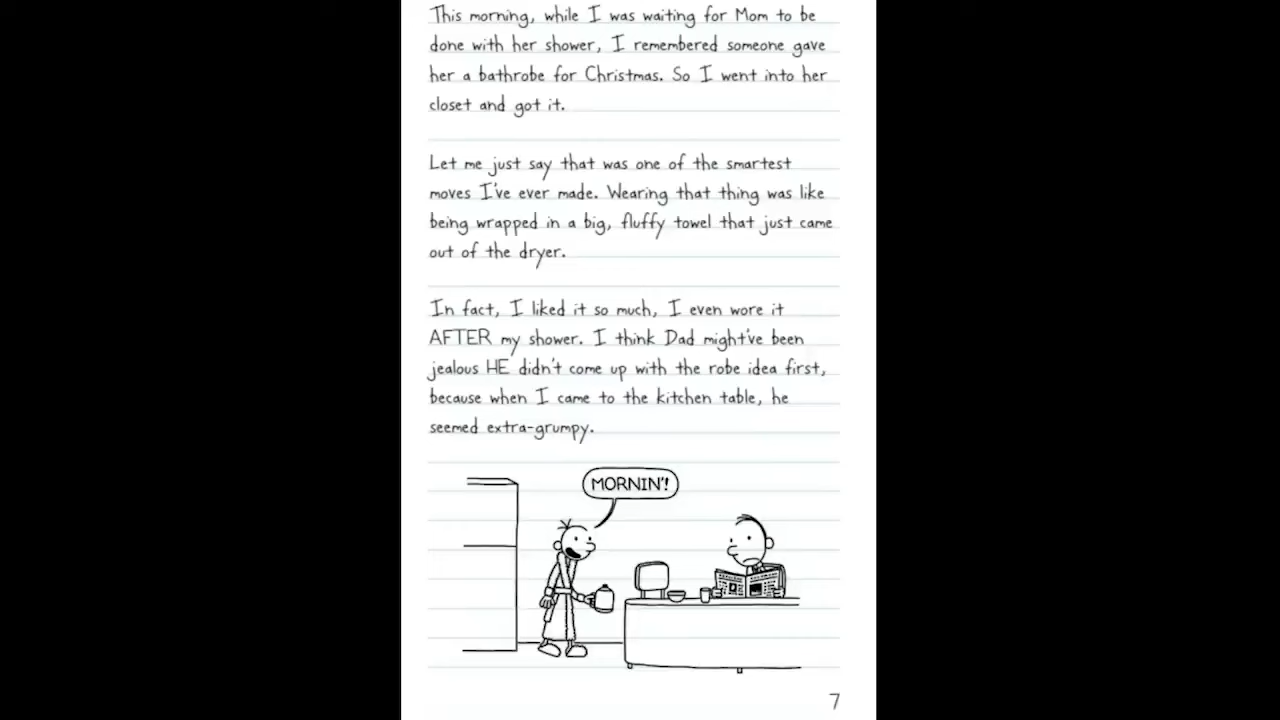 This morning, while I was waiting for Mom to be
done with her shower, I remembered someone gave
her a bathrobe for Christmas. So I went into her
closet and got it.
Let me just say that was one of the smartest
moves I've ever made. Wearing that thing was like
being wrapped in a big, fluffy towel that just came
out of the dryer.
In fact, I liked it so much, I even wore it
AFTER my shower. I think Dad might've been
jealous HE didn't come up with the robe idea first,
because when I came to the kitchen table, he
seemed extra-grumpy.
MORNIN'!
7